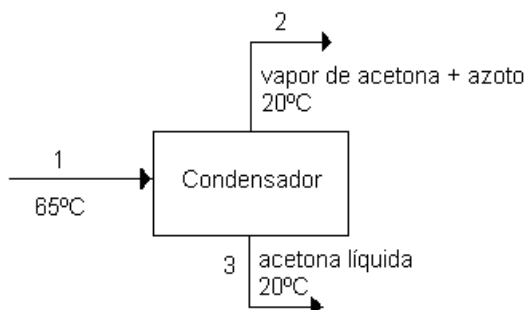 2
vapor de acetona + azoto
20ºC
1
65ºC
Condensador
3
acetona líquida
20ºC